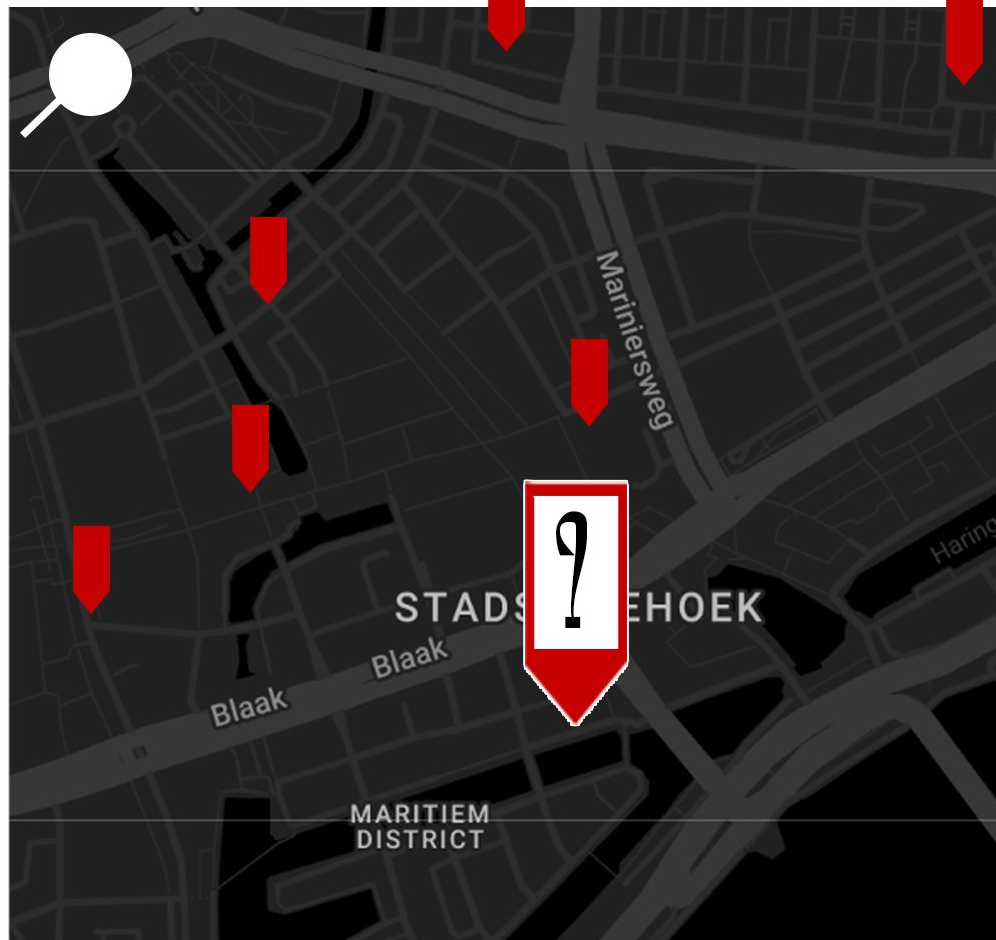 Mariniersweg
?
Haring
STADS EHOEK
Blaak
Blaak
MARITIEM
DISTRICT